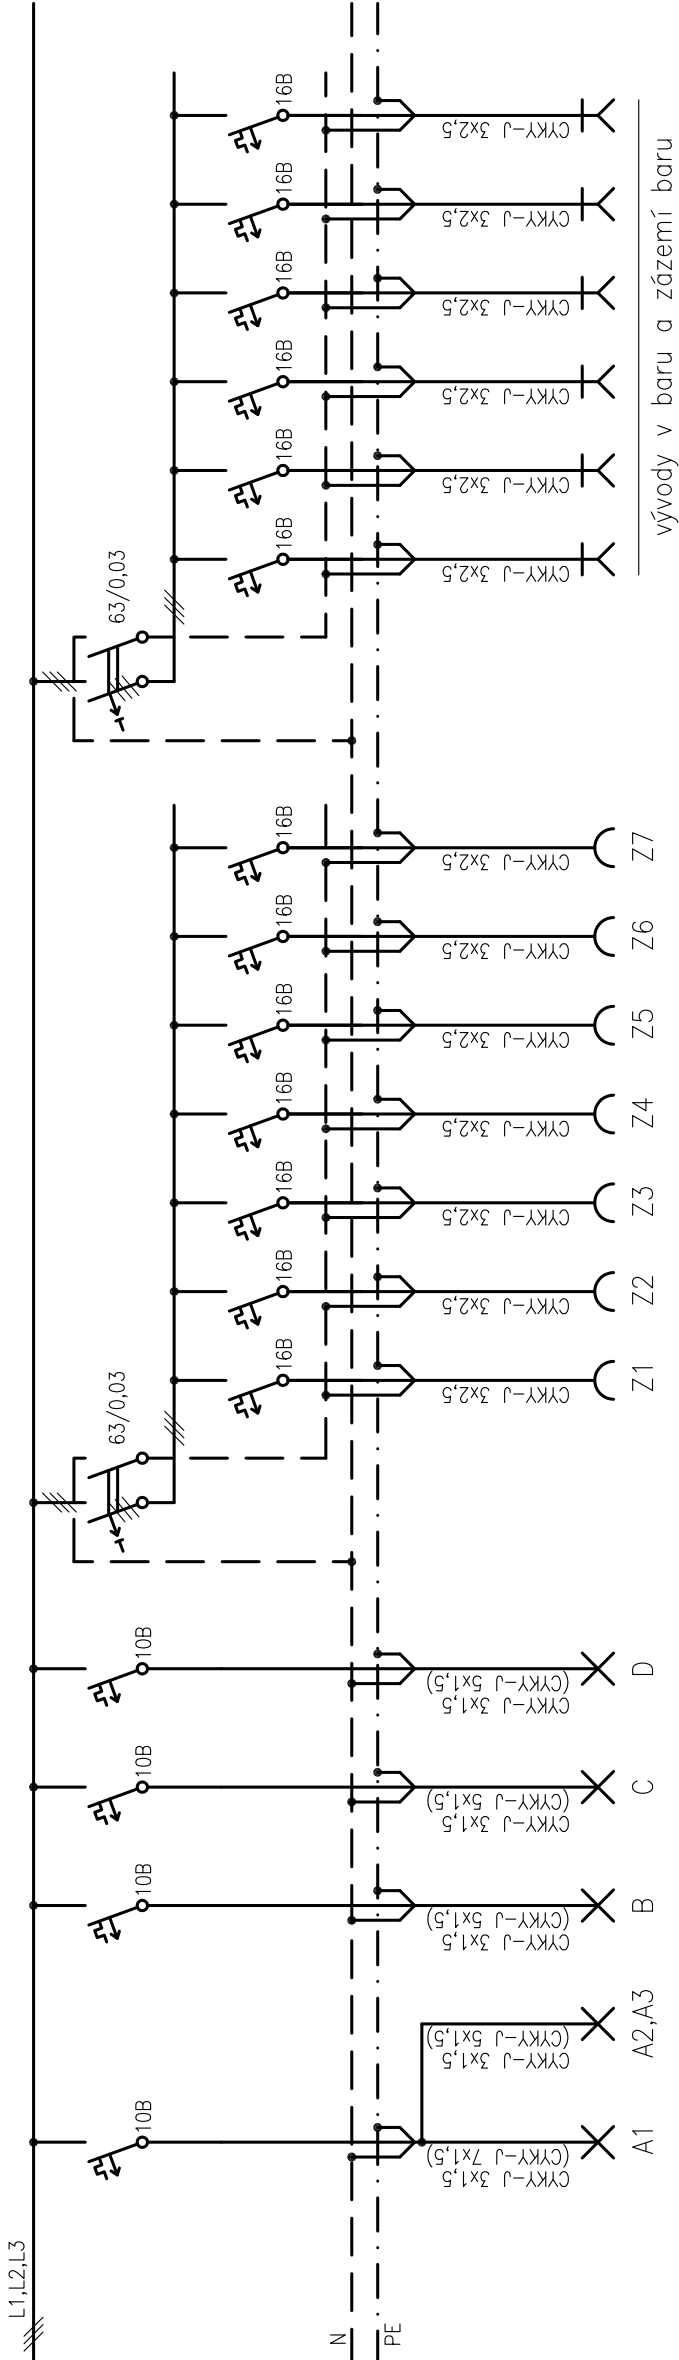 L1,L2,L3
N
PE
10B
CYKY-J 3x1,5
(CYKY-J 7x1,5)
A1
CYKY-J 3x1,5
(CYKY-J 5x1,5)
A2,A3
10B
CYKY-J 3x1,5
(CYKY-J 5x1,5)
B
10B
CYKY-J 3x1,5
(CYKY-J 5x1,5)
C
10B
CYKY-J 3x1,5
(CYKY-J 5x1,5)
D
63/0,03
16B
CYKY-J 3x2,5
Z1
16B
CYKY-J 3x2,5
Z2
16B
CYKY-J 3x2,5
Z3
16B
CYKY-J 3x2,5
Z4
16B
CYKY-J 3x2,5
Z5
16B
CYKY-J 3x2,5
Z6
16B
CYKY-J 3x2,5
Z7
63/0,03
16B
CYKY-J 3x2,5
16B
CYKY-J 3x2,5
16B
CYKY-J 3x2,5
16B
CYKY-J 3x2,5
16B
CYKY-J 3x2,5
16B
CYKY-J 3x2,5
vývody v baru a zázemí baru